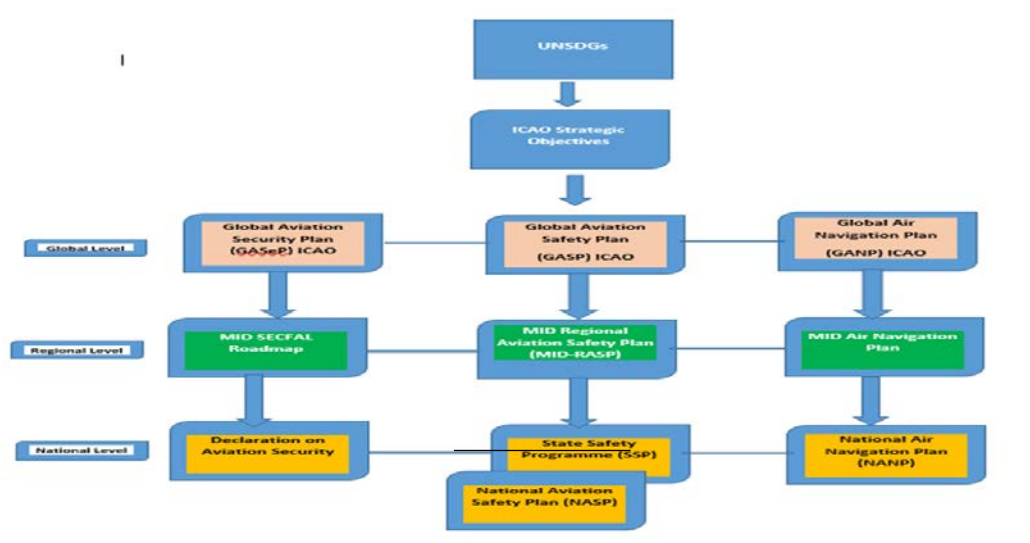 UNSDGs
ICAO Strategic
Objectives
Global Level
Global Aviation
Security Plan
(GASeP) ICAO
Global Aviation
Safety Plan
(GASP) ICAO
Global Air
Navigation Plan
(GANP) ICAO
Regional Level
MID SECFAL
Roadmap
MID Regional
Aviation Safety Plan
(MID-RASP)
MID Air Navigation
Plan
National Level
Declaration on
Aviation Security
State Safety
Programme (SSP)
National Aviation
Safety Plan (NASP)
National Air
Navigation Plan
(NANP)